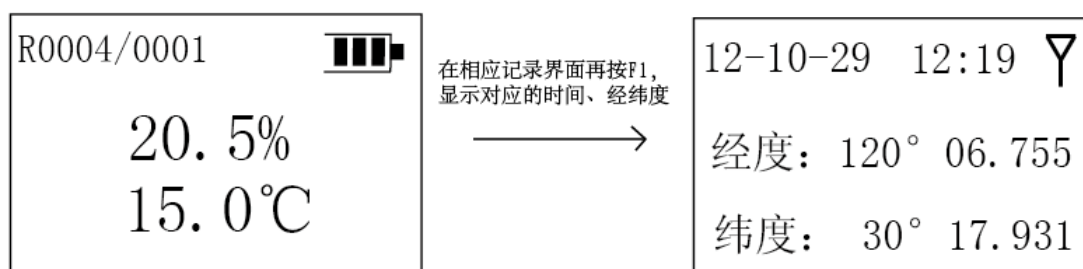 R0004/0001
20.5%
15.0℃
在相应记录界面再按F1,
显示对应的时间、经纬度
12-10-29 12:19
经度: 120° 06.755
纬度: 30° 17.931